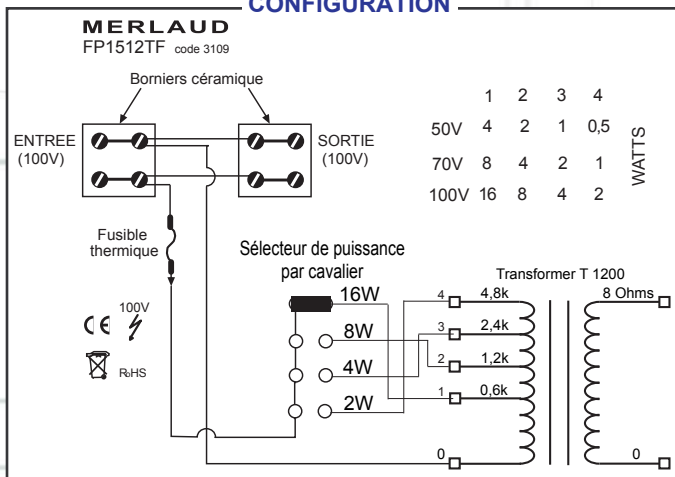 CONFIGURATION
MERLAUD
FP1512TF code 3109
Borniers céramique
ENTREE
(100V)
SORTIE
(100V)
1 2 3 4
50V 4 2 1 0,5
70V 8 4 2 1
100V 16 8 4 2
WATTS
Fusible
thermique
Sélecteur de puissance
par cavalier
16W
8W
4W
2W
100V
CE
RoHS
Transformer T 1200
4 4,8k
3 2,4k
2 1,2k
1 0,6k
0
8 Ohms
0